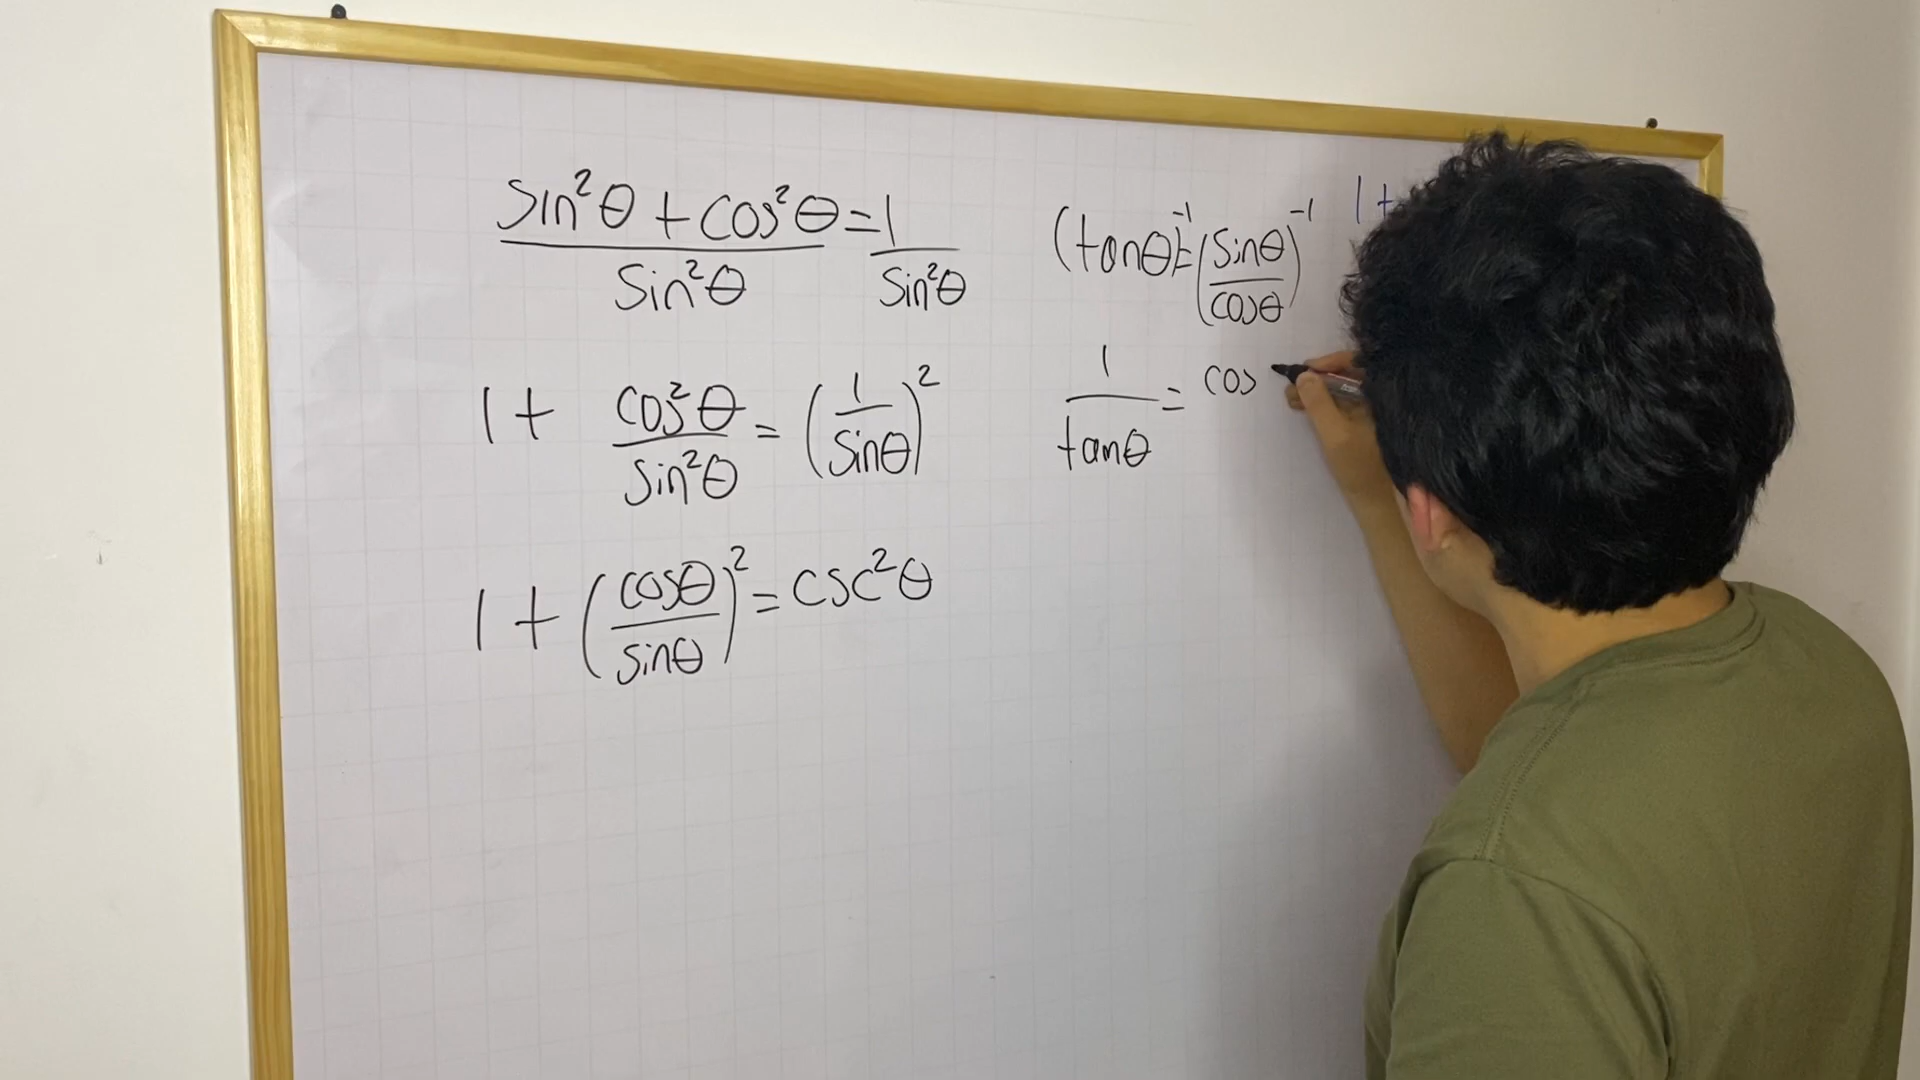 sin²θ + cos²θ = 1
sin²θ sin²θ
1 + cos²θ/sin²θ = (1/sinθ)²
1 + (cosθ/sinθ)² = csc²θ
(tanθ)⁻¹ = (sinθ/cosθ)⁻¹
1/tanθ = cos
1 +